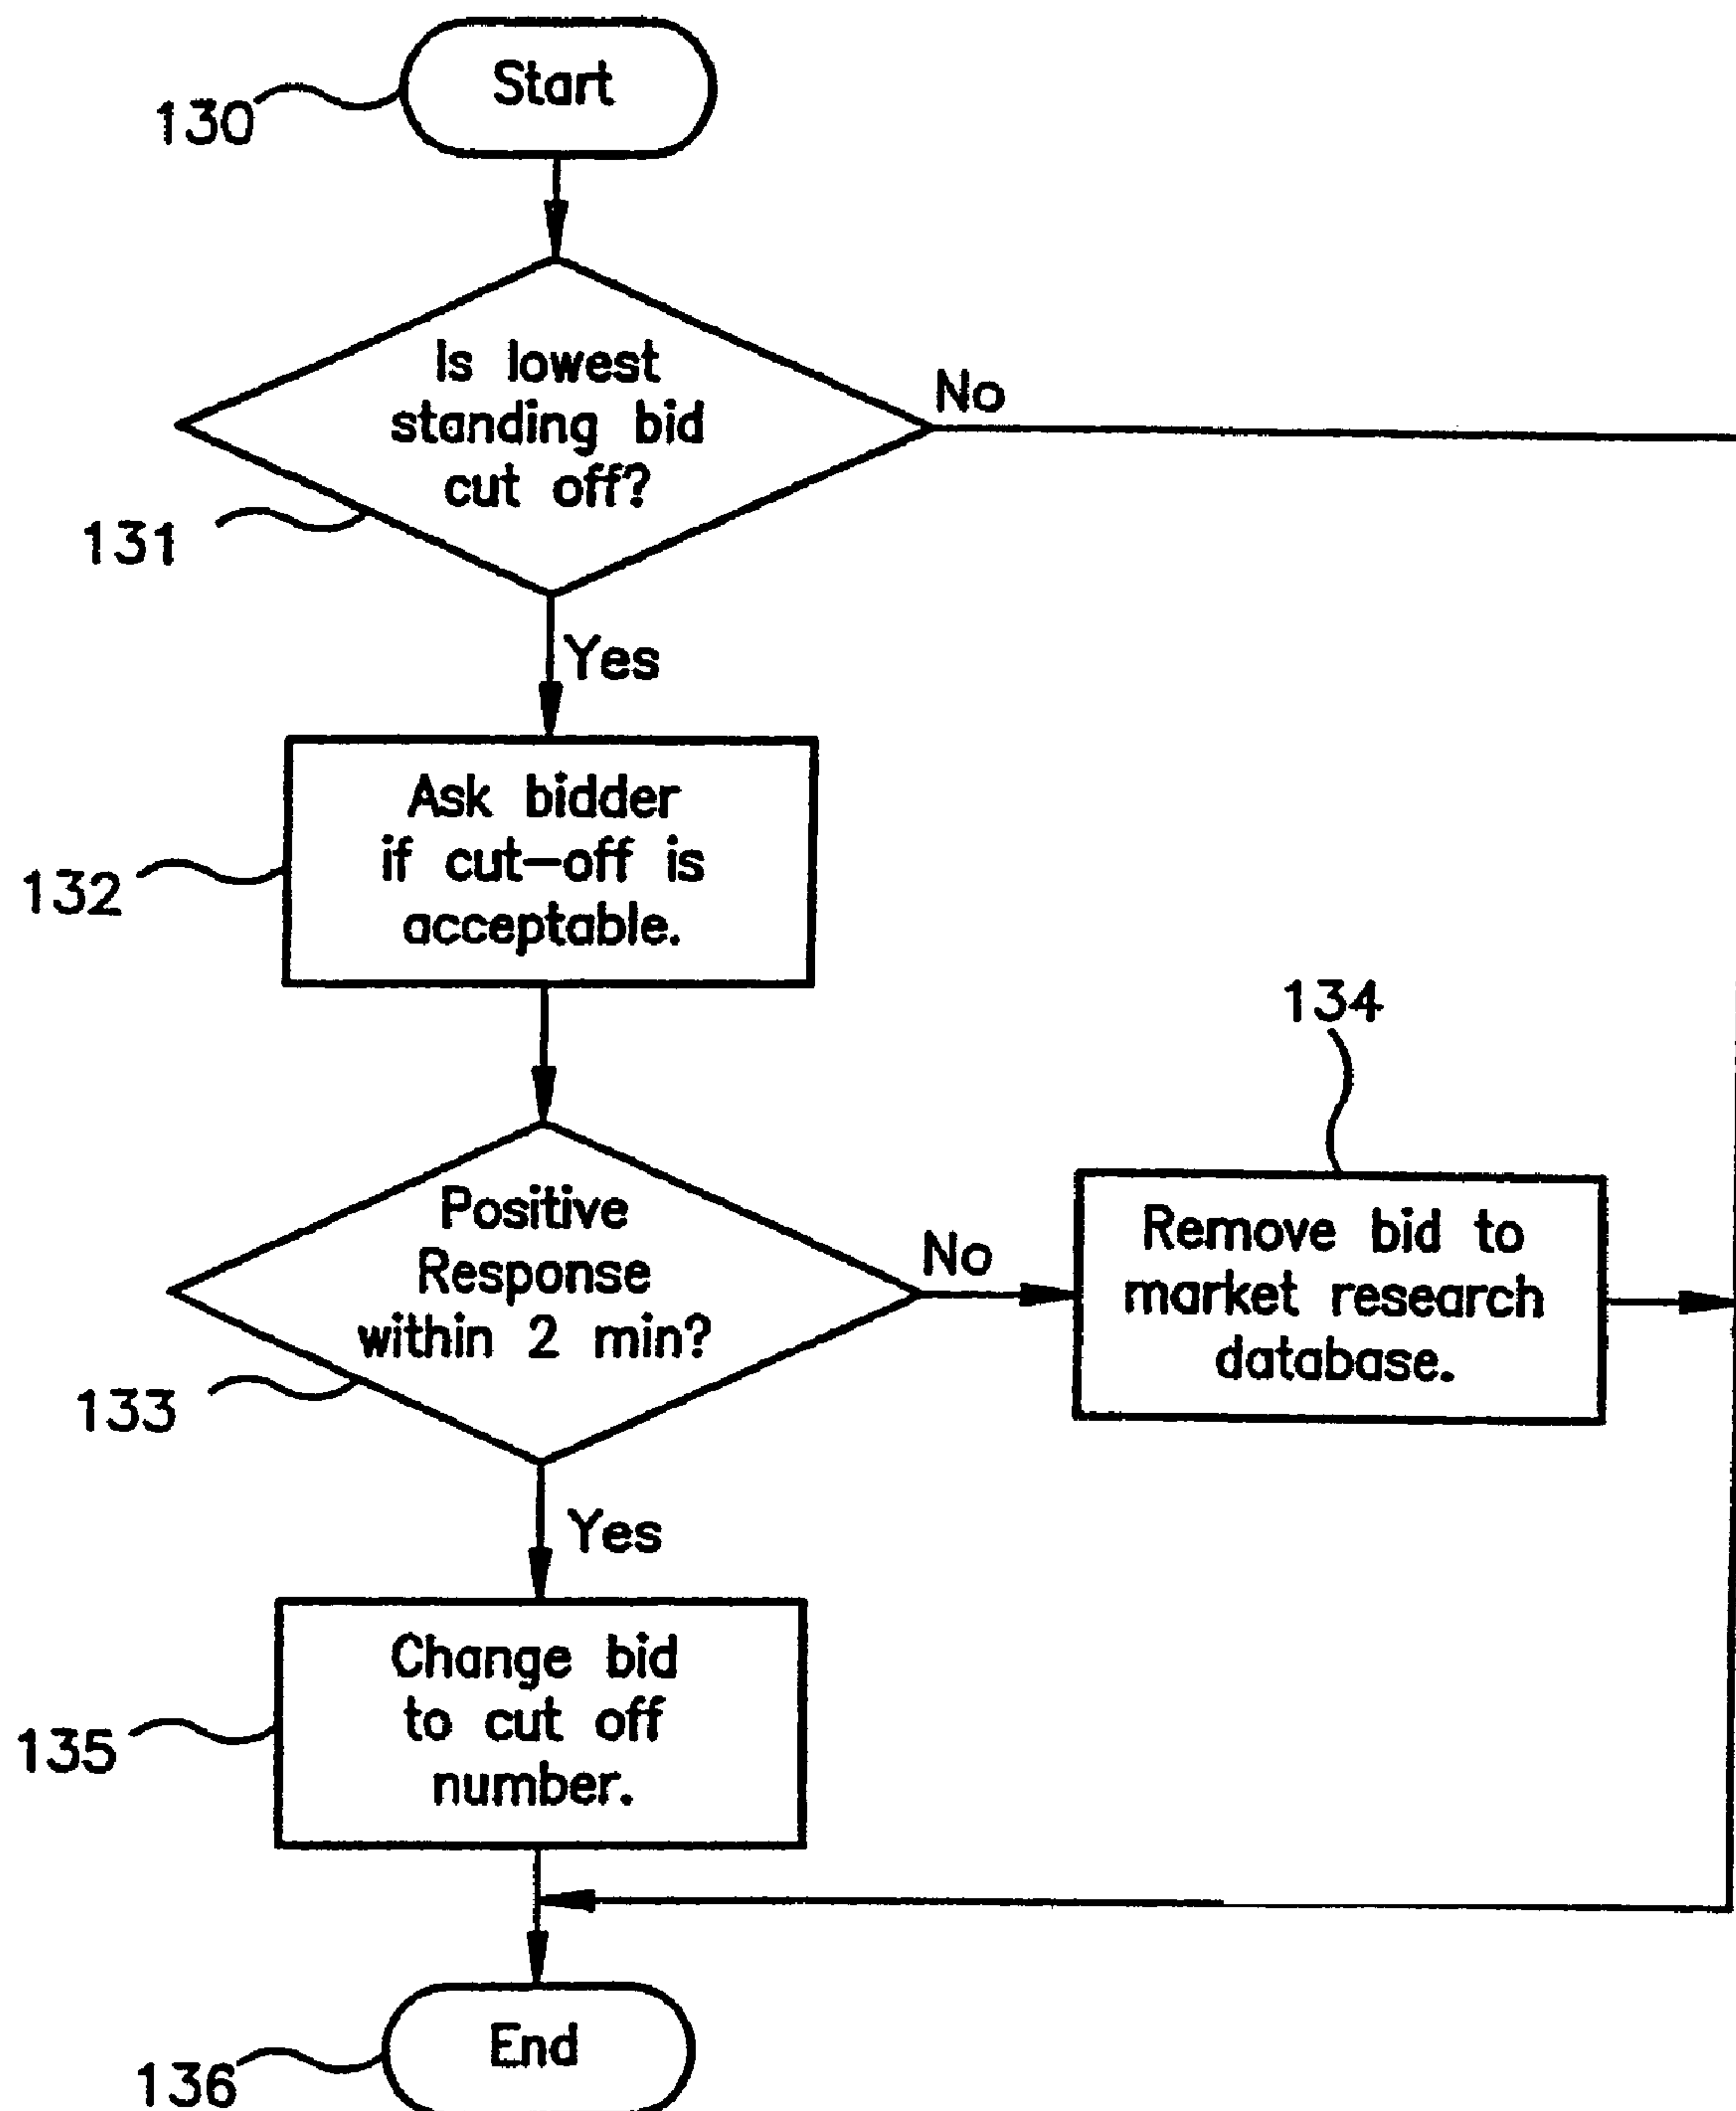 Start
130
Is lowest
standing bid
cut off?
No
131
Yes
Ask bidder
if cut-off is
acceptable.
132
134
Positive
Response
within 2 min?
No
Remove bid to
market research
database.
133
Yes
Change bid
to cut off
number.
135
End
136